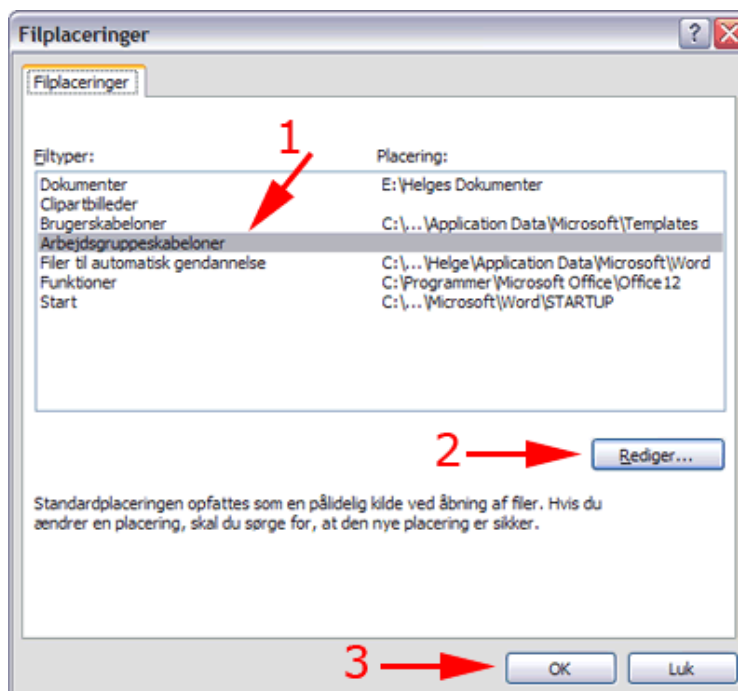 Filplaceringer
?
Filplaceringer
1
Filtyper: Placering:
Dokumenter E:\Helges Dokumenter
Clipartbilleder
Brugerskabeloner C:\...\Application Data\Microsoft\Templates
Arbejdsgruppeskabeloner
Filer til automatisk gendannelse C:\...\Helge\Application Data\Microsoft\Word
Funktioner C:\Programmer\Microsoft Office\Office12
Start C:\...\Microsoft\Word\STARTUP
2 Rediger...
Standardplaceringen opfattes som en pålidelig kilde ved åbning af filer. Hvis du
ændrer en placering, skal du sørge for, at den nye placering er sikker.
3 OK Luk